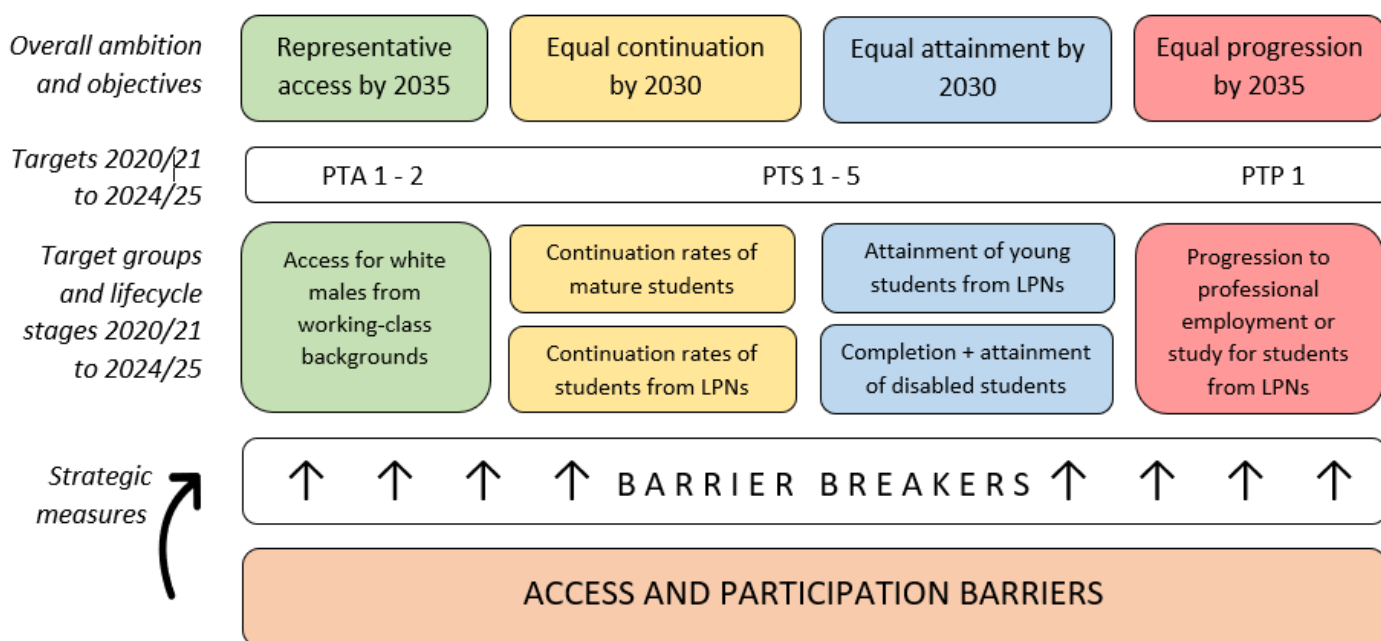 Overall ambition
and objectives
Representative
access by 2035
Equal continuation
by 2030
Equal attainment by
2030
Equal progression
by 2035
Targets 2020/21
to 2024/25
PTA 1 - 2
PTS 1 - 5
PTP 1
Target groups
and lifecycle
stages 2020/21
to 2024/25
Access for white
males from
working-class
backgrounds
Continuation rates of
mature students
Continuation rates of
students from LPNs
Attainment of young
students from LPNs
Completion + attainment
of disabled students
Progression to
professional
employment or
study for students
from LPNs
Strategic
measures
↑ ↑ ↑ ↑ BARRIER BREAKERS ↑ ↑ ↑ ↑
ACCESS AND PARTICIPATION BARRIERS